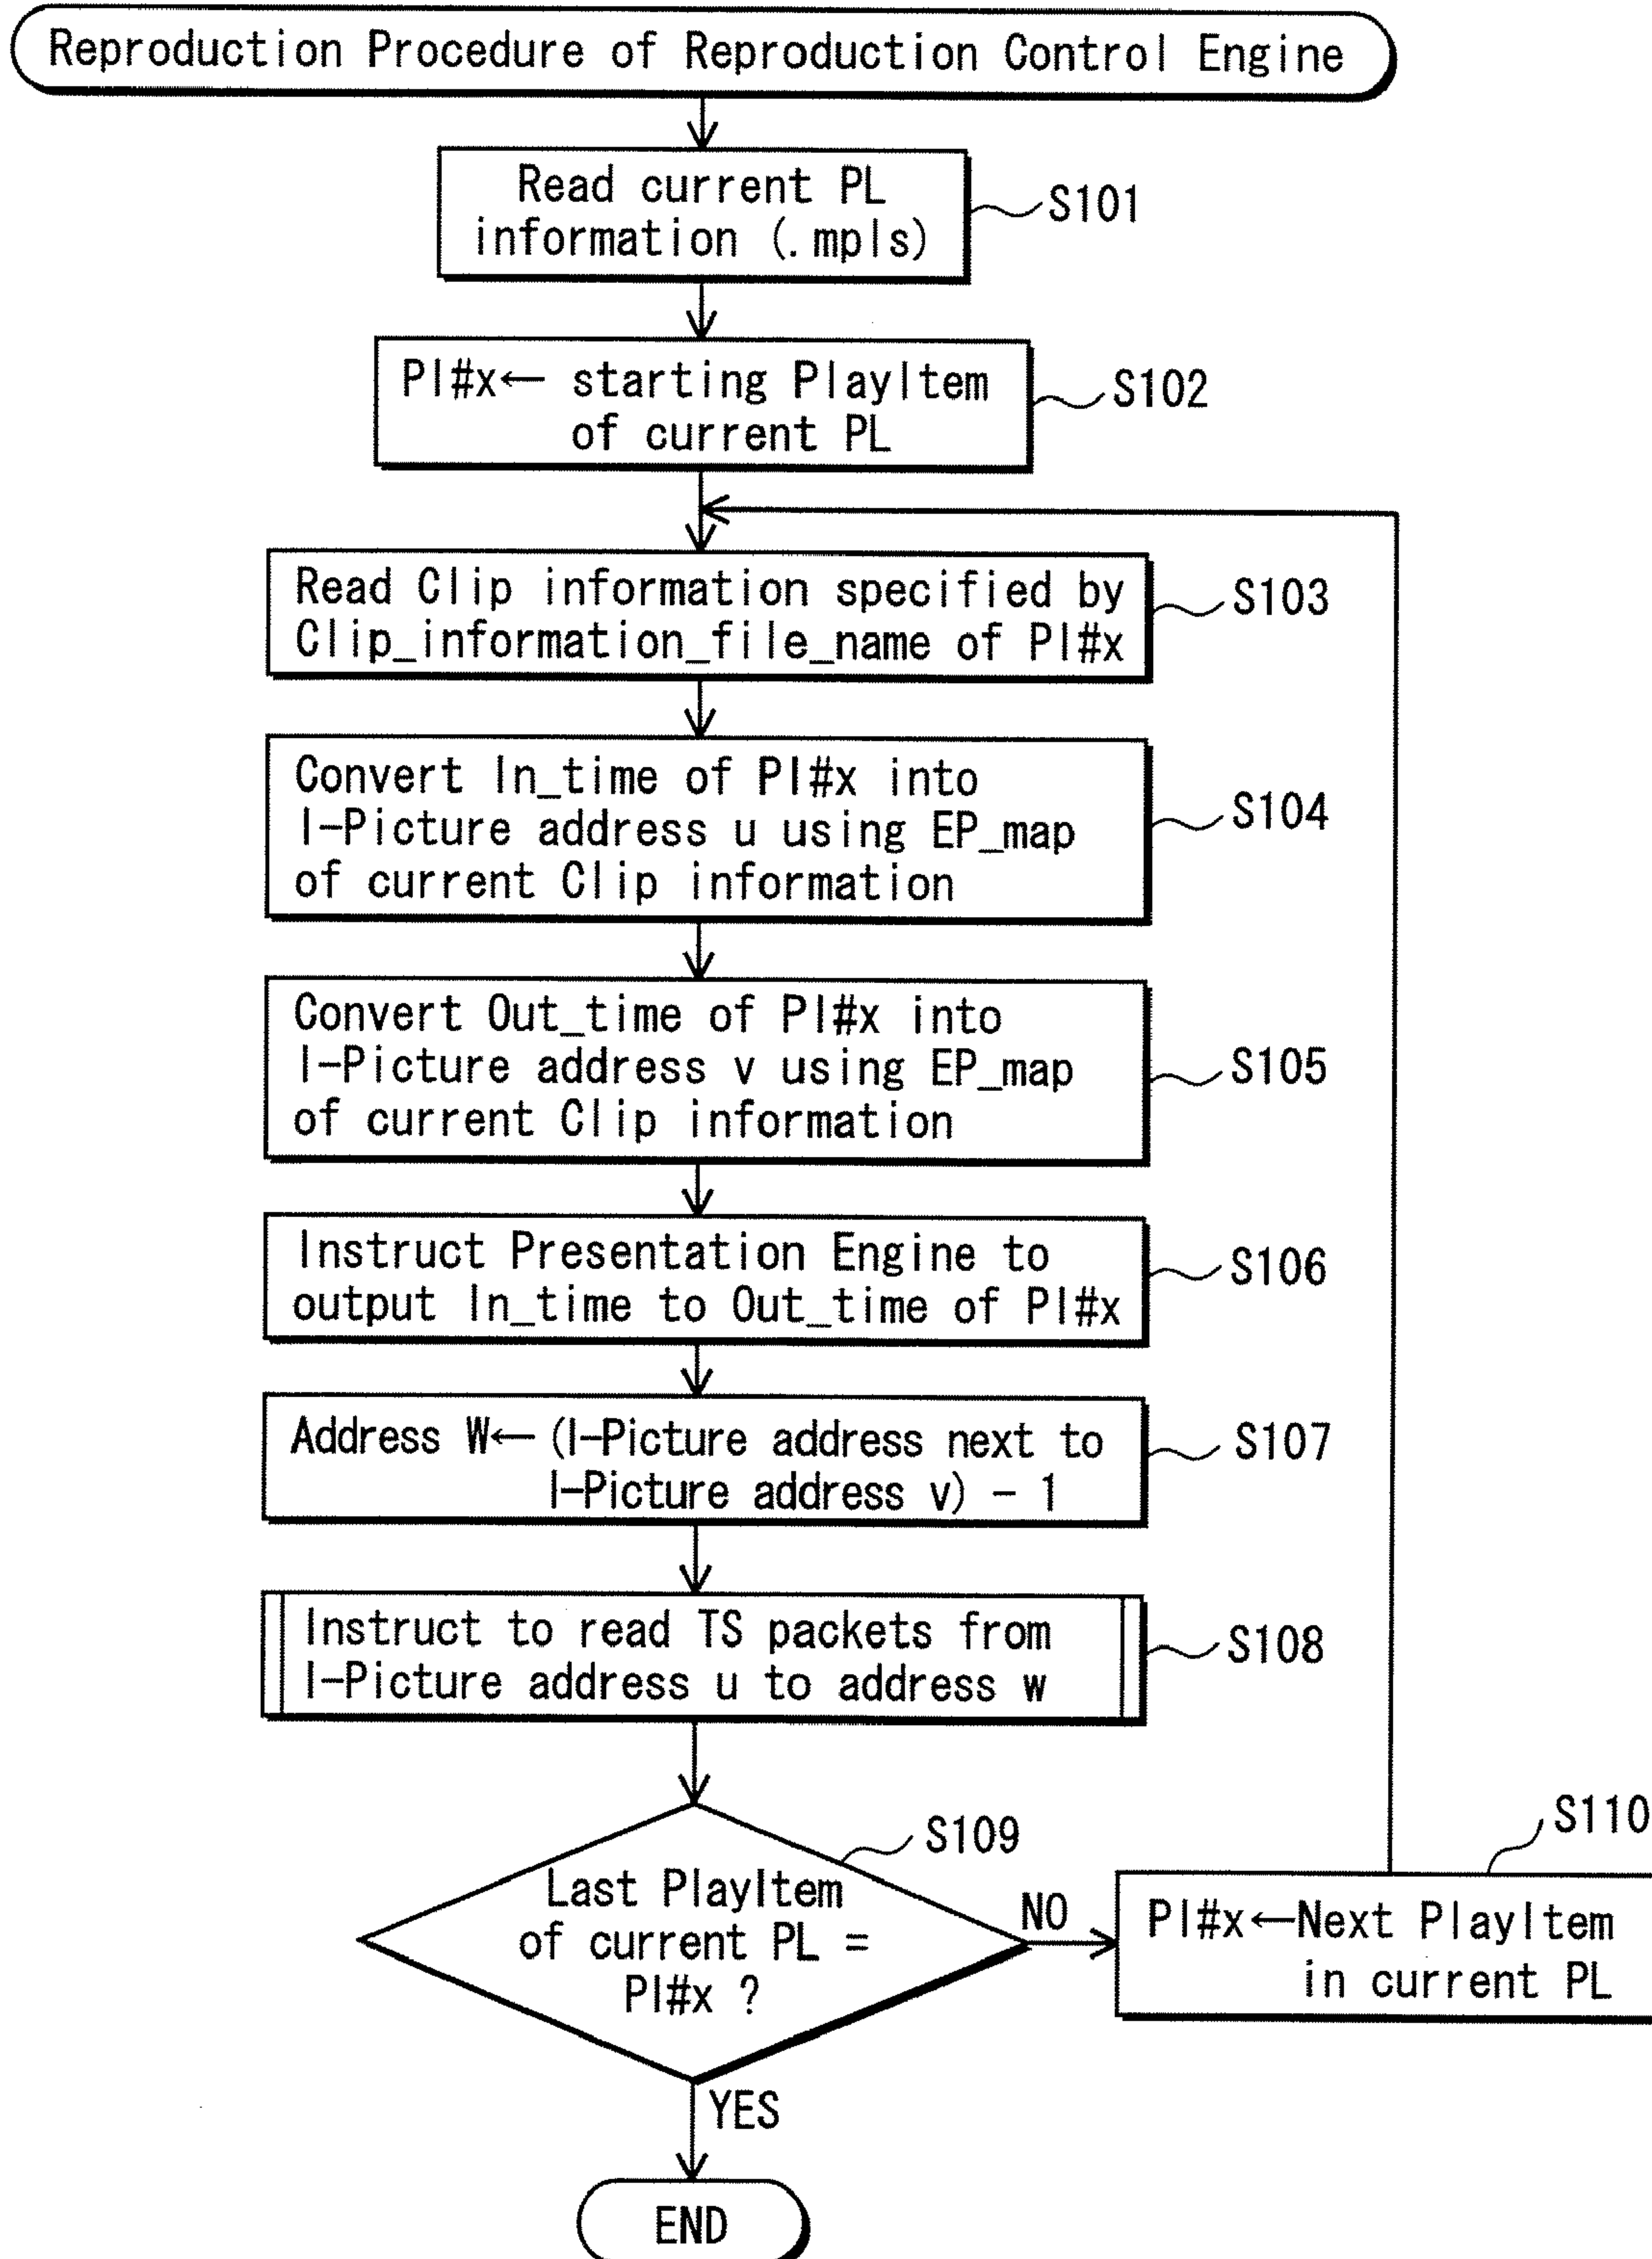 Reproduction Procedure of Reproduction Control Engine
Read current PL
information (.mpls)
S101
PI#x← starting PlayItem
of current PL
S102
Read Clip information specified by
Clip_information_file_name of PI#x
S103
Convert In_time of PI#x into
I-Picture address u using EP_map
of current Clip information
S104
Convert Out_time of PI#x into
I-Picture address v using EP_map
of current Clip information
S105
Instruct Presentation Engine to
output In_time to Out_time of PI#x
S106
Address W← (I-Picture address next to
I-Picture address v) - 1
S107
Instruct to read TS packets from
I-Picture address u to address w
S108
S109
Last PlayItem
of current PL =
PI#x ?
NO
S110
PI#x←Next PlayItem
in current PL
YES
END